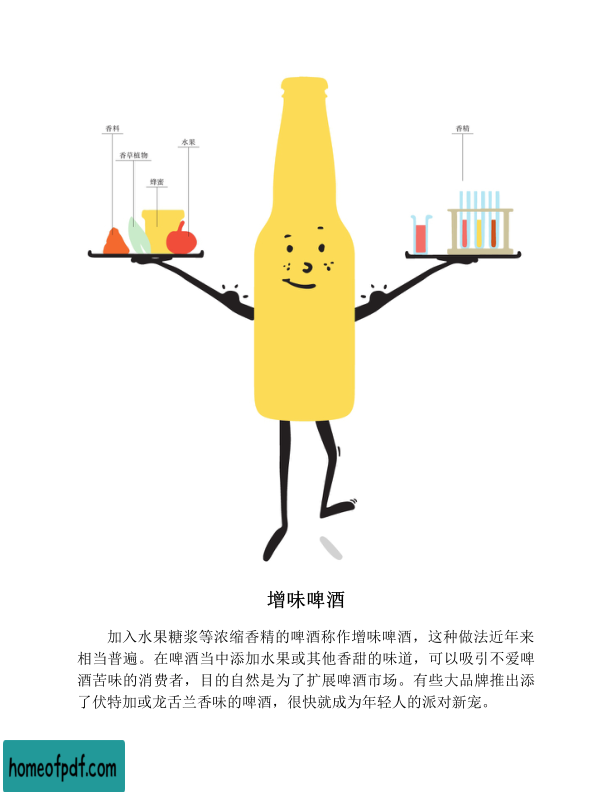 香料
香草植物
蜂蜜
水果
香精
增味啤酒
加入水果糖浆等浓缩香精的啤酒称作增味啤酒，这种做法近年来
相当普遍。在啤酒当中添加水果或其他香甜的味道，可以吸引不爱啤
酒苦味的消费者，目的自然是为了扩展啤酒市场。有些大品牌推出添
了伏特加或龙舌兰香味的啤酒，很快就成为年轻人的派对新宠。
homeofpdf.com